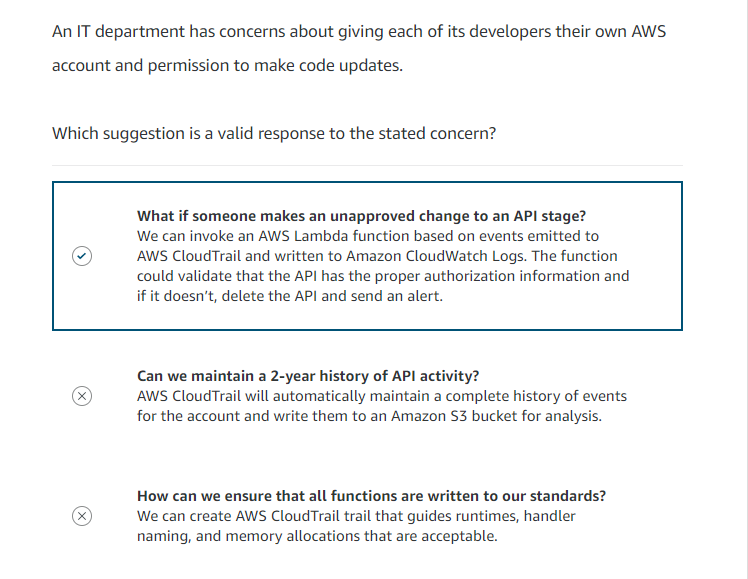 An IT department has concerns about giving each of its developers their own AWS
account and permission to make code updates.
Which suggestion is a valid response to the stated concern?
What if someone makes an unapproved change to an API stage?
We can invoke an AWS Lambda function based on events emitted to
AWS CloudTrail and written to Amazon CloudWatch Logs. The function
could validate that the API has the proper authorization information and
if it doesn't, delete the API and send an alert.
Can we maintain a 2-year history of API activity?
AWS CloudTrail will automatically maintain a complete history of events
for the account and write them to an Amazon S3 bucket for analysis.
How can we ensure that all functions are written to our standards?
We can create AWS CloudTrail trail that guides runtimes, handler
naming, and memory allocations that are acceptable.